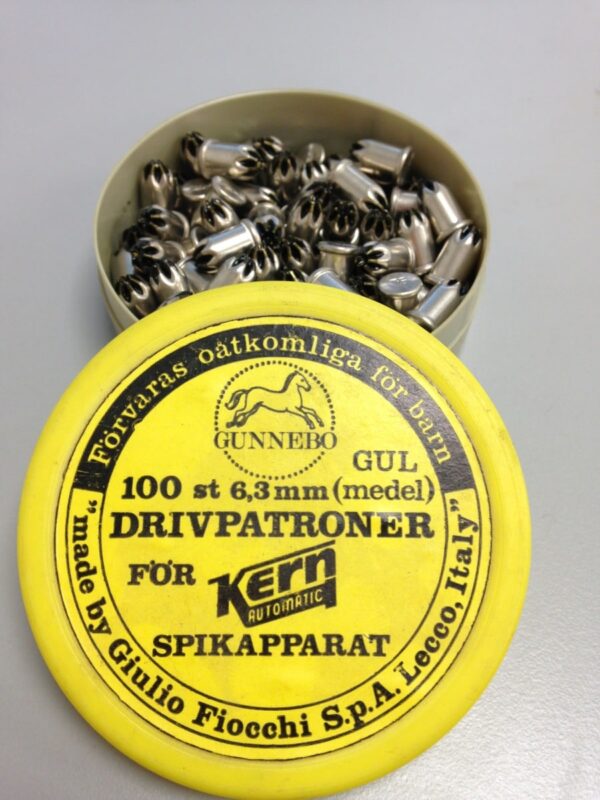 Förvaras oåtkomliga för barn
GUNNEBO
GUL
100 st 6,3 mm (medel)
DRIVPATRONER
FÖR Kern
AUTOMATIC
SPIKAPPARAT
"made by Giulio Fiocchi S.p.A. Lecco, Italy"